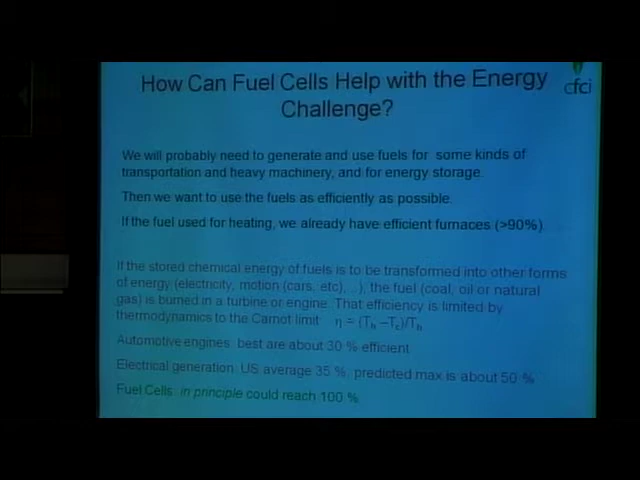 How Can Fuel Cells Help with the Energy
Challenge?
cfci
We will probably need to generate and use fuels for some kinds of
transportation and heavy machinery, and for energy storage.
Then we want to use the fuels as efficiently as possible.
If the fuel used for heating, we already have efficient furnaces (>90%)
If the stored chemical energy of fuels is to be transformed into other forms
of energy (electricity, motion (cars, etc), ..), the fuel (coal, oil or natural
gas) is burned in a turbine or engine. That efficiency is limited by
thermodynamics to the Carnot limit η = (Th –Tc)/Th
Automotive engines: best are about 30 % efficient
Electrical generation: US average 35 %, predicted max is about 50 %
Fuel Cells: in principle could reach 100 %